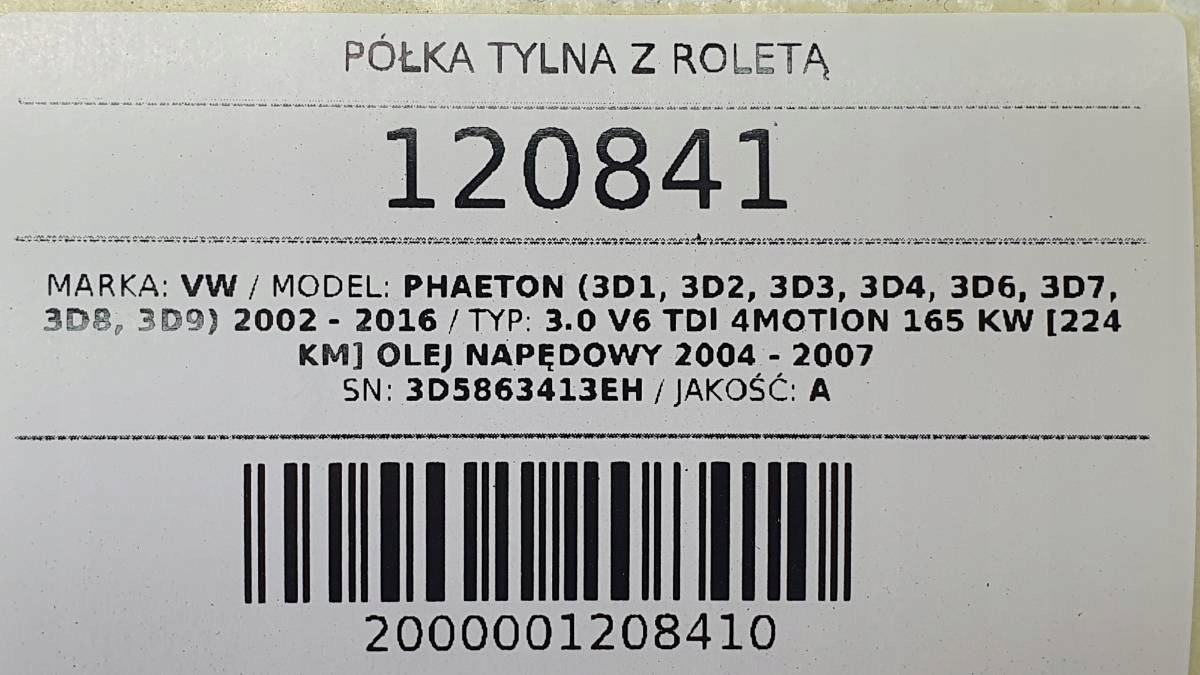 PÓŁKA TYLNA Z ROLETĄ
120841
MARKA: VW / MODEL: PHAETON (3D1, 3D2, 3D3, 3D4, 3D6, 3D7,
3D8, 3D9) 2002 - 2016 / TYP: 3.0 V6 TDI 4MOTION 165 KW [224
KM] OLEJ NAPĘDOWY 2004 - 2007
SN: 3D5863413EH / JAKOŚĆ: A
2000001208410